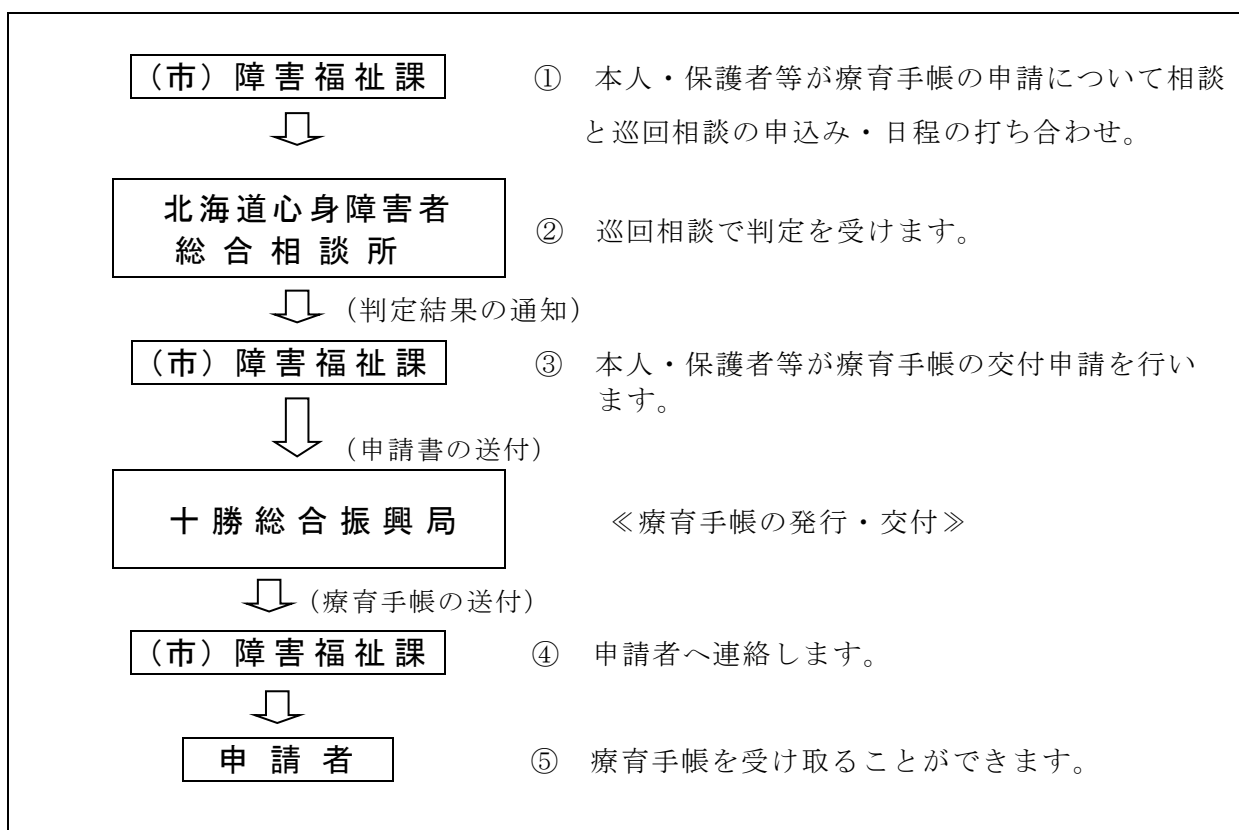 （市）障害福祉課
① 本人・保護者等が療育手帳の申請について相談
と巡回相談の申込み・日程の打ち合わせ。
北海道心身障害者
総合相談所
② 巡回相談で判定を受けます。
（判定結果の通知）
（市）障害福祉課
③ 本人・保護者等が療育手帳の交付申請を行い
ます。
（申請書の送付）
十勝総合振興局
≪療育手帳の発行・交付≫
（療育手帳の送付）
（市）障害福祉課
④ 申請者へ連絡します。
申請者
⑤ 療育手帳を受け取ることができます。